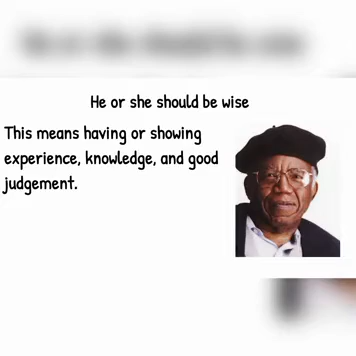 He or she should be wise
This means having or showing
experience, knowledge, and good
judgement.